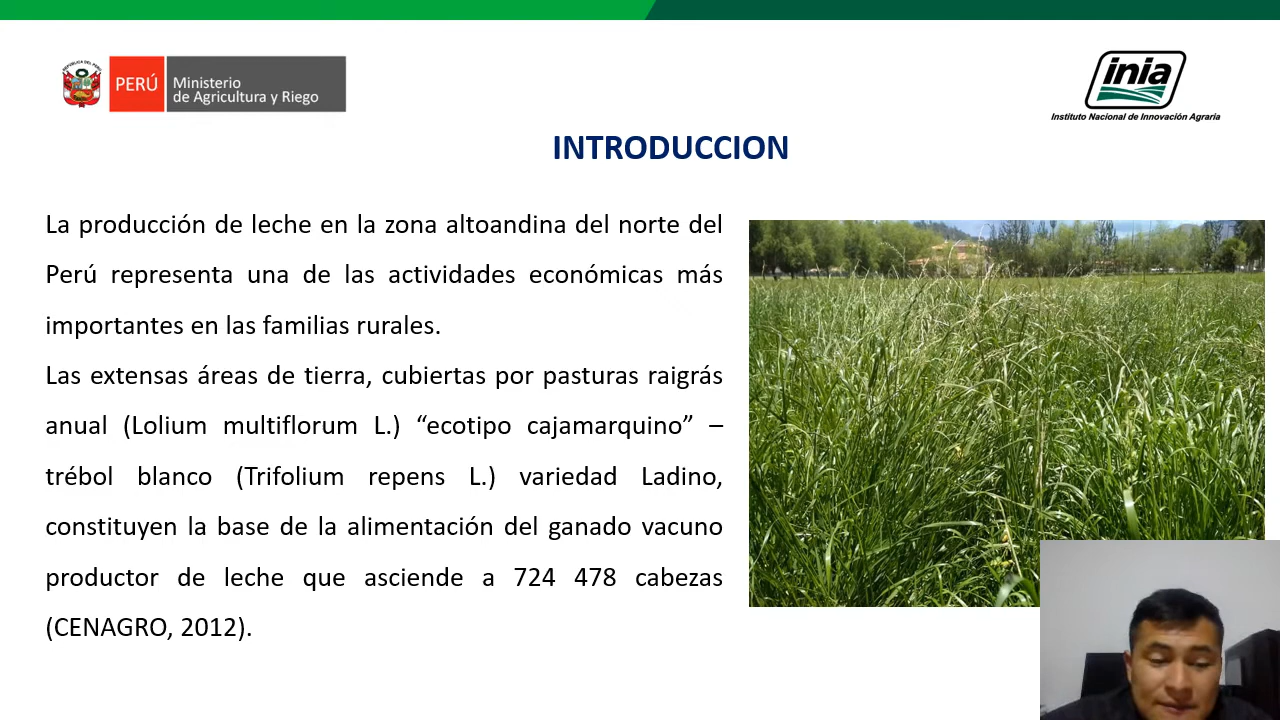 REPÚBLICA DEL PERÚ
PERÚ
Ministerio
de Agricultura y Riego
inia
Instituto Nacional de Innovación Agraria
INTRODUCCION
La producción de leche en la zona altoandina del norte del
Perú representa una de las actividades económicas más
importantes en las familias rurales.
Las extensas áreas de tierra, cubiertas por pasturas raigrás
anual (Lolium multiflorum L.) “ecotipo cajamarquino” –
trébol blanco (Trifolium repens L.) variedad Ladino,
constituyen la base de la alimentación del ganado vacuno
productor de leche que asciende a 724 478 cabezas
(CENAGRO, 2012).